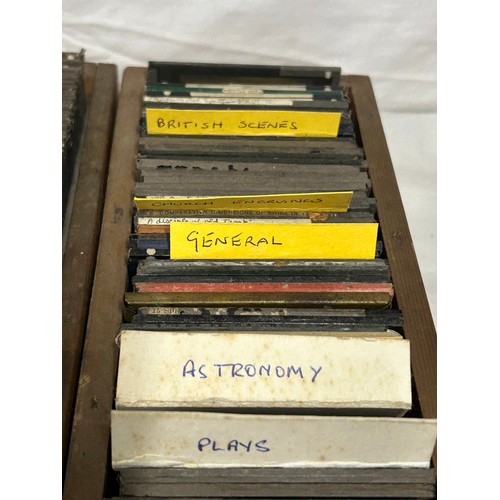 BRITISH SCENES
CHURCH ENGRAVINGS
GENERAL
ASTRONOMY
PLAYS